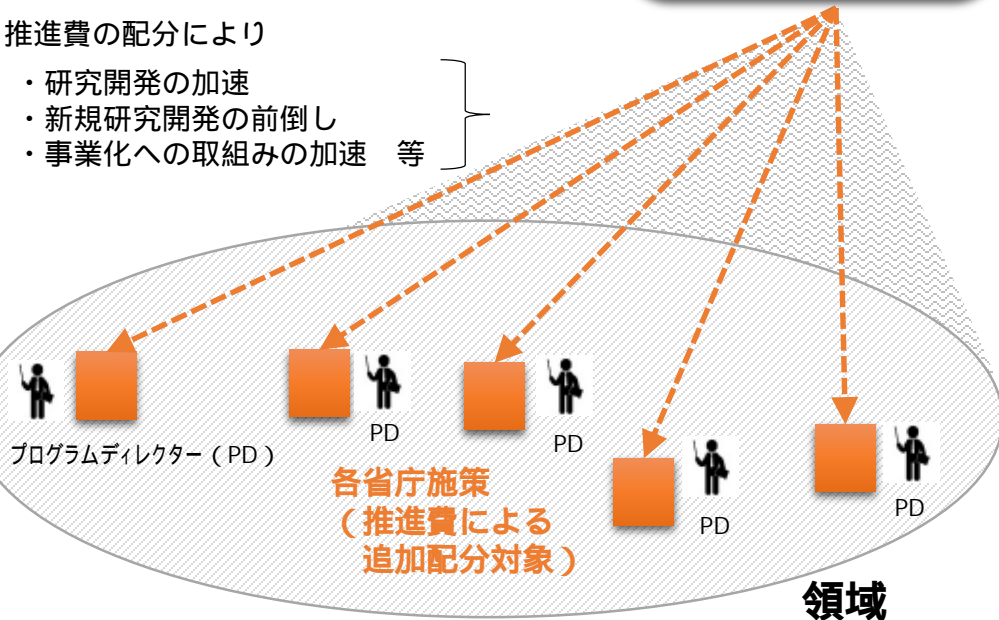 推進費の配分により
・研究開発の加速
・新規研究開発の前倒し
・事業化への取組みの加速　等
プログラムディレクター（PD）
PD
PD
PD
PD
各省庁施策
（推進費による
追加配分対象）
領域